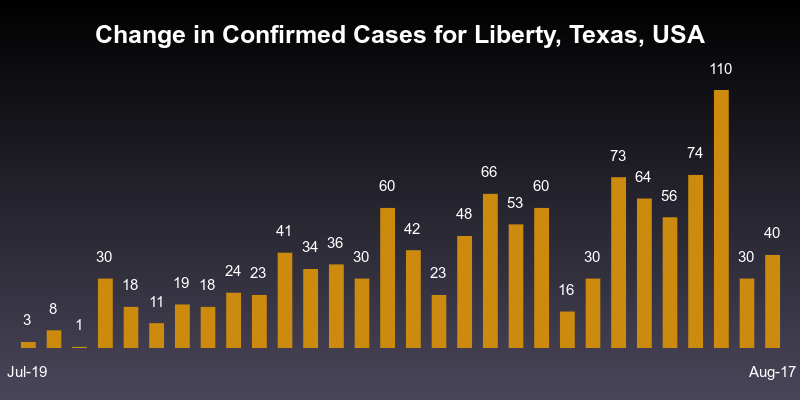 Change in Confirmed Cases for Liberty, Texas, USA
3 8 1 30 18 11 19 18 24 23 41 34 36 30 60 42 23 48 66 53 60 16 30 73 64 56 74 110 30 40
Jul-19 Aug-17